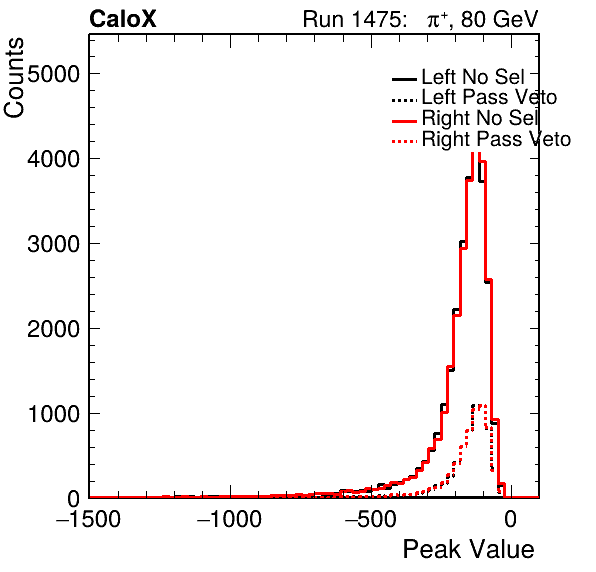 CaloX Run 1475: π⁺, 80 GeV
Counts
5000
4000
3000
2000
1000
0
Left No Sel
Left Pass Veto
Right No Sel
Right Pass Veto
−1500 −1000 −500 0
Peak Value